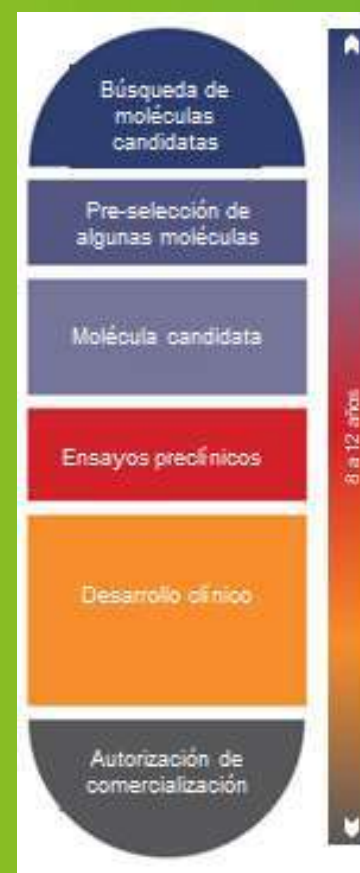 Búsqueda de
moléculas
candidatas
Pre-selección de
algunas moléculas
Molécula candidata
Ensayos preclínicos
Desarrollo clínico
Autorización de
comercialización
8 a 12 años